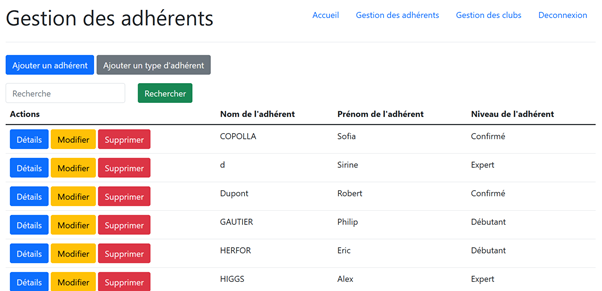 Gestion des adhérents
Accueil Gestion des adhérents Gestion des clubs Deconnexion
Ajouter un adhérent Ajouter un type d'adhérent
Recherche Rechercher
Actions Nom de l'adhérent Prénom de l'adhérent Niveau de l'adhérent
Détails Modifier Supprimer COPOLLA Sofia Confirmé
Détails Modifier Supprimer d Sirine Expert
Détails Modifier Supprimer Dupont Robert Confirmé
Détails Modifier Supprimer GAUTIER Philip Débutant
Détails Modifier Supprimer HERFOR Eric Débutant
Détails Modifier Supprimer HIGGS Alex Expert